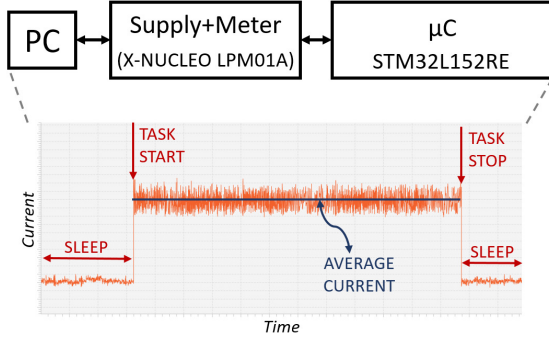 PC
Supply+Meter
(X-NUCLEO LPM01A)
μC
STM32L152RE
TASK
START
TASK
STOP
Current
SLEEP
SLEEP
AVERAGE
CURRENT
Time